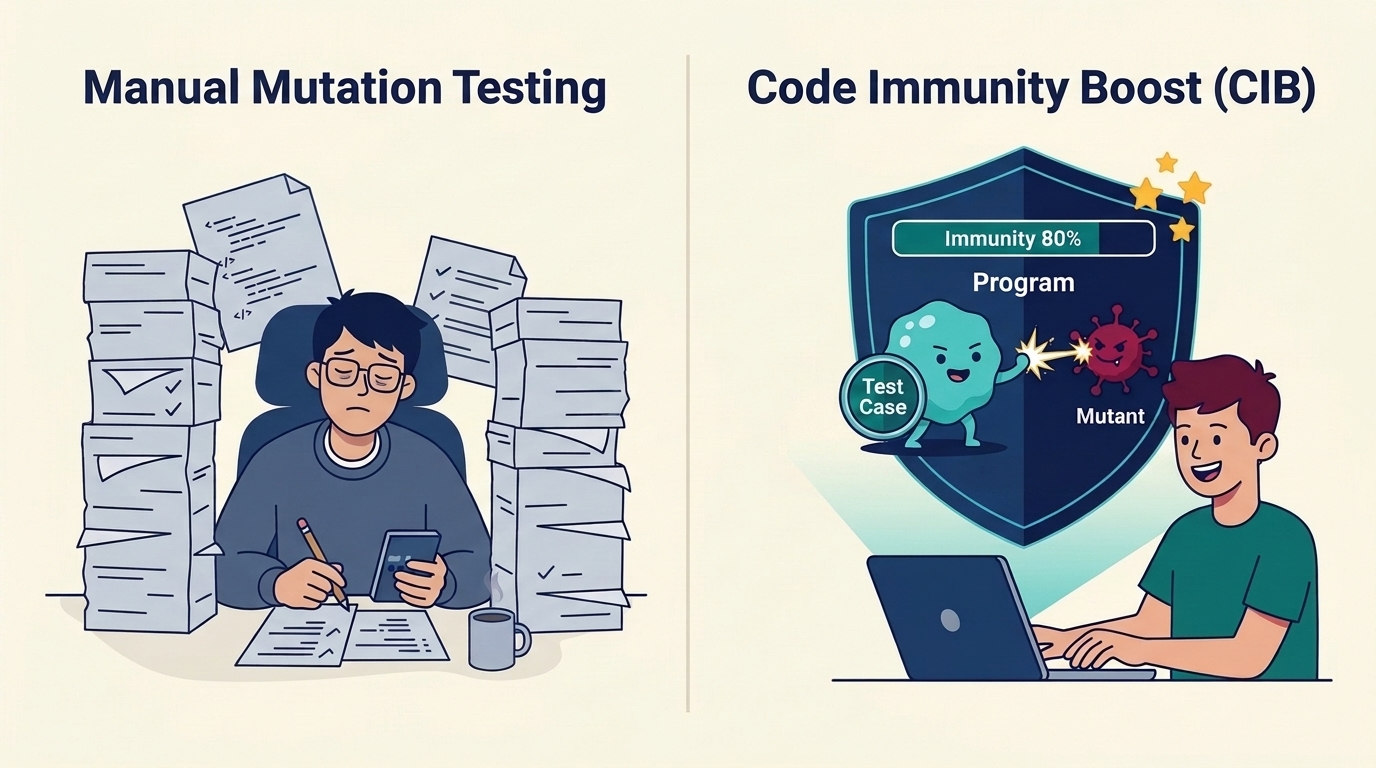 Manual Mutation Testing
</>
</>
</>
Code Immunity Boost (CIB)
Immunity 80%
Program
Test
Case
Mutant